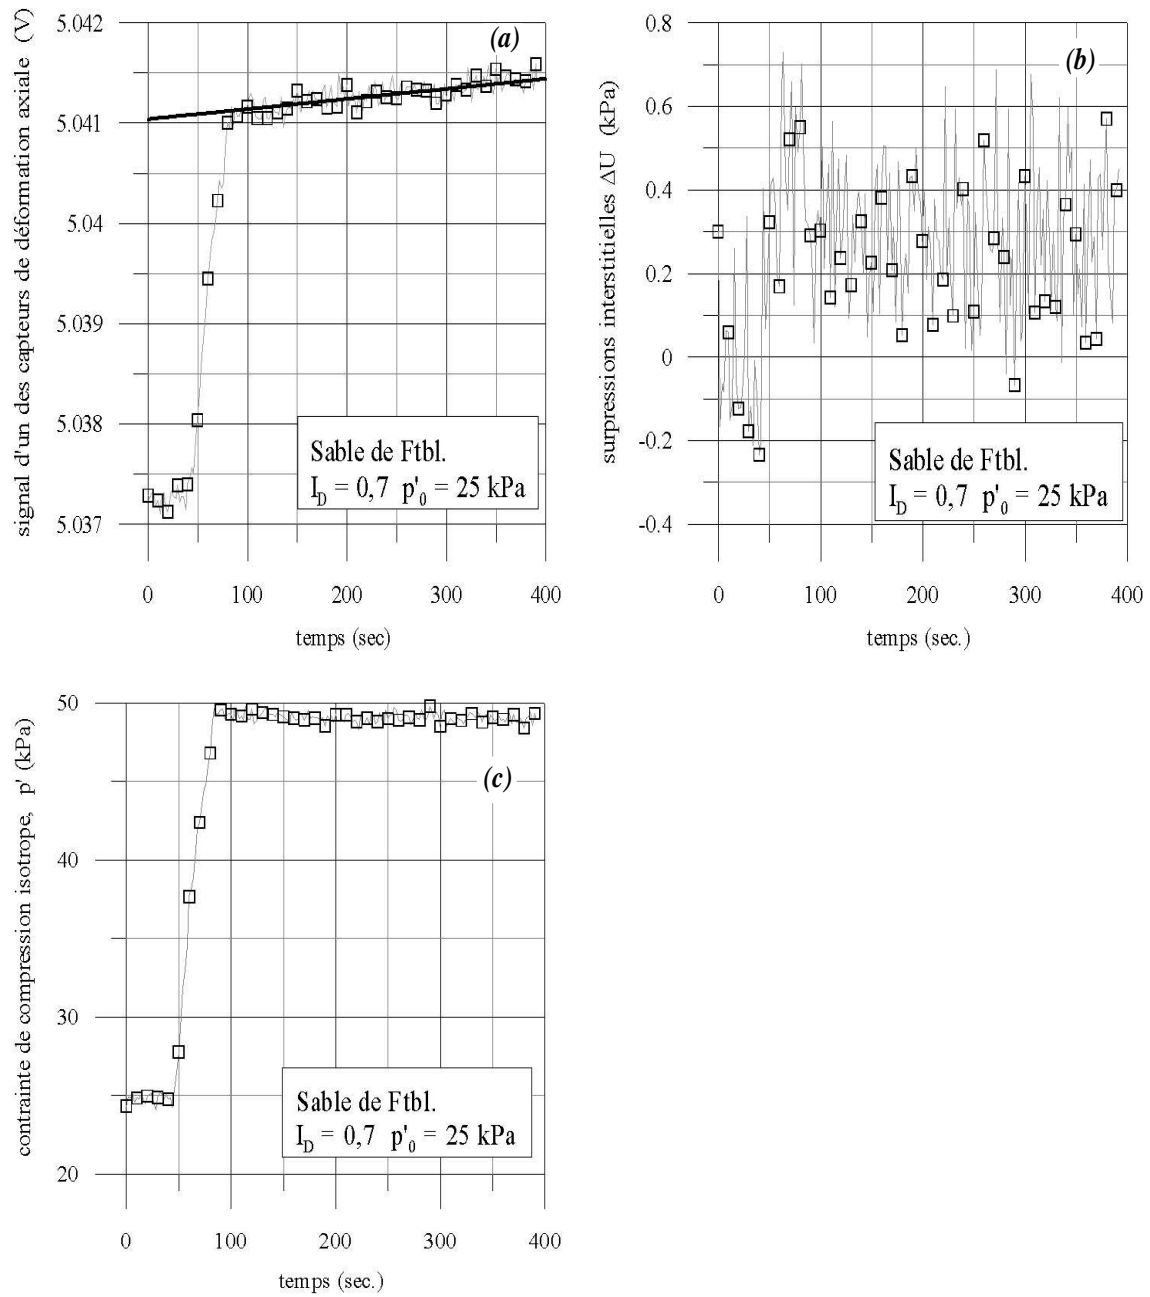 signal d'un des capteurs de déformation axiale (V)
5.042
5.041
5.04
5.039
5.038
5.037
(a)
Sable de Ftbl.
I_D = 0,7 p'_0 = 25 kPa
0 100 200 300 400
temps (sec)
surpressions interstitielles ΔU (kPa)
0.8
0.6
0.4
0.2
0
-0.2
-0.4
(b)
Sable de Ftbl.
I_D = 0,7 p'_0 = 25 kPa
0 100 200 300 400
temps (sec.)
contrainte de compression isotrope, p' (kPa)
50
40
30
20
(c)
Sable de Ftbl.
I_D = 0,7 p'_0 = 25 kPa
0 100 200 300 400
temps (sec.)